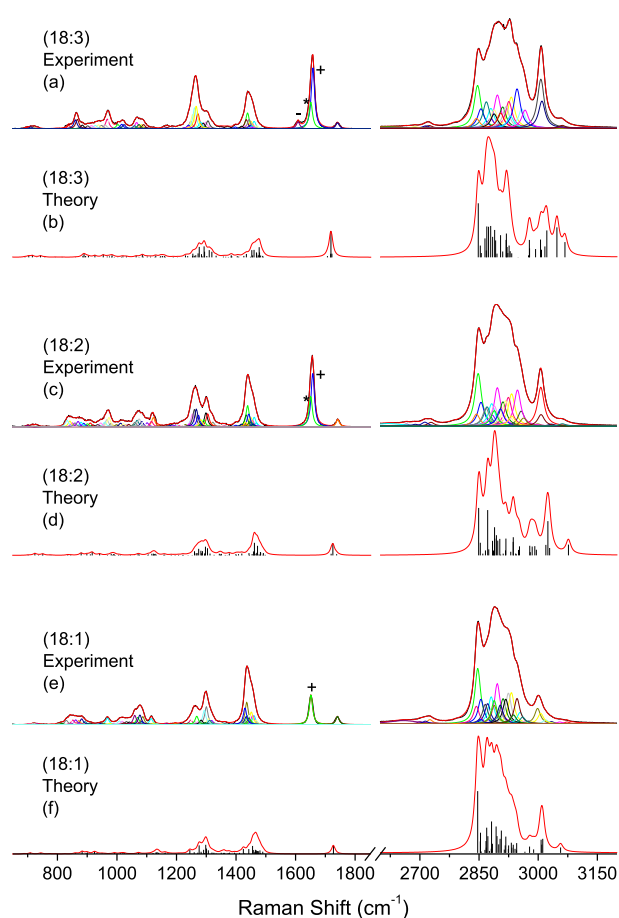 (18:3)
Experiment
(a)
-
*
+
(18:3)
Theory
(b)
(18:2)
Experiment
(c)
*
+
(18:2)
Theory
(d)
(18:1)
Experiment
(e)
+
(18:1)
Theory
(f)
800 1000 1200 1400 1600 1800 2700 2850 3000 3150
Raman Shift (cm⁻¹)